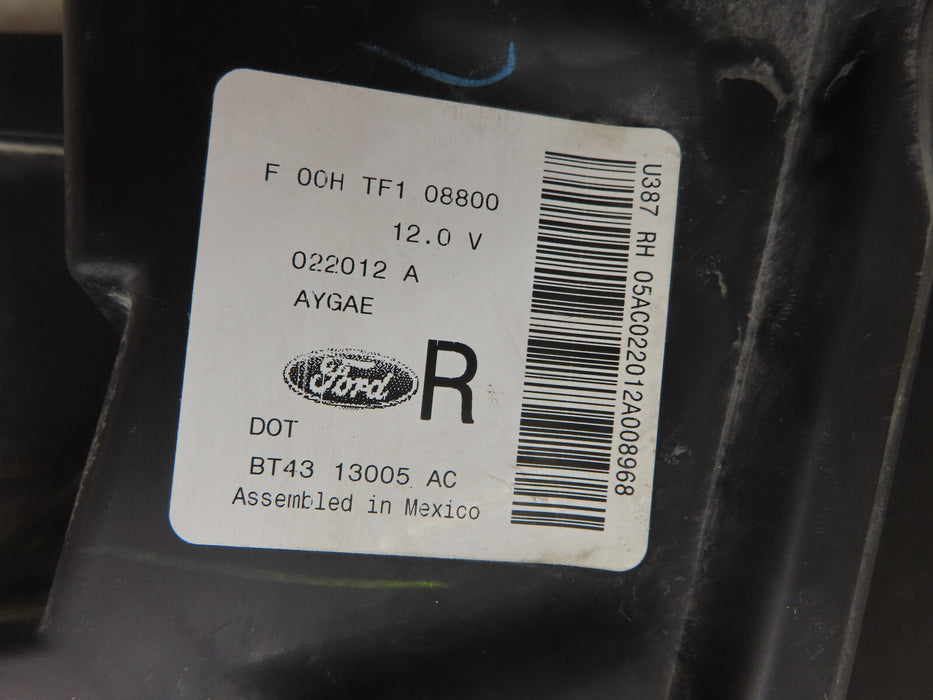 F 00H TF1 08800
12.0 V
022012 A
AYGAE
Ford R
DOT
BT43 13005 AC
Assembled in Mexico
U387 RH 05AC022012A008968